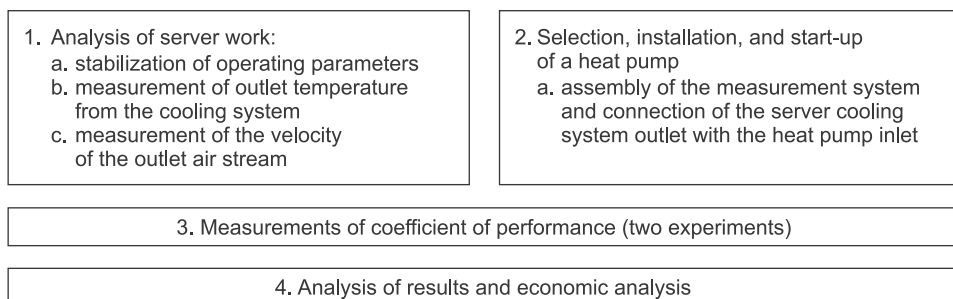 1. Analysis of server work:
a. stabilization of operating parameters
b. measurement of outlet temperature
from the cooling system
c. measurement of the velocity
of the outlet air stream
2. Selection, installation, and start-up
of a heat pump
a. assembly of the measurement system
and connection of the server cooling
system outlet with the heat pump inlet
3. Measurements of coefficient of performance (two experiments)
4. Analysis of results and economic analysis